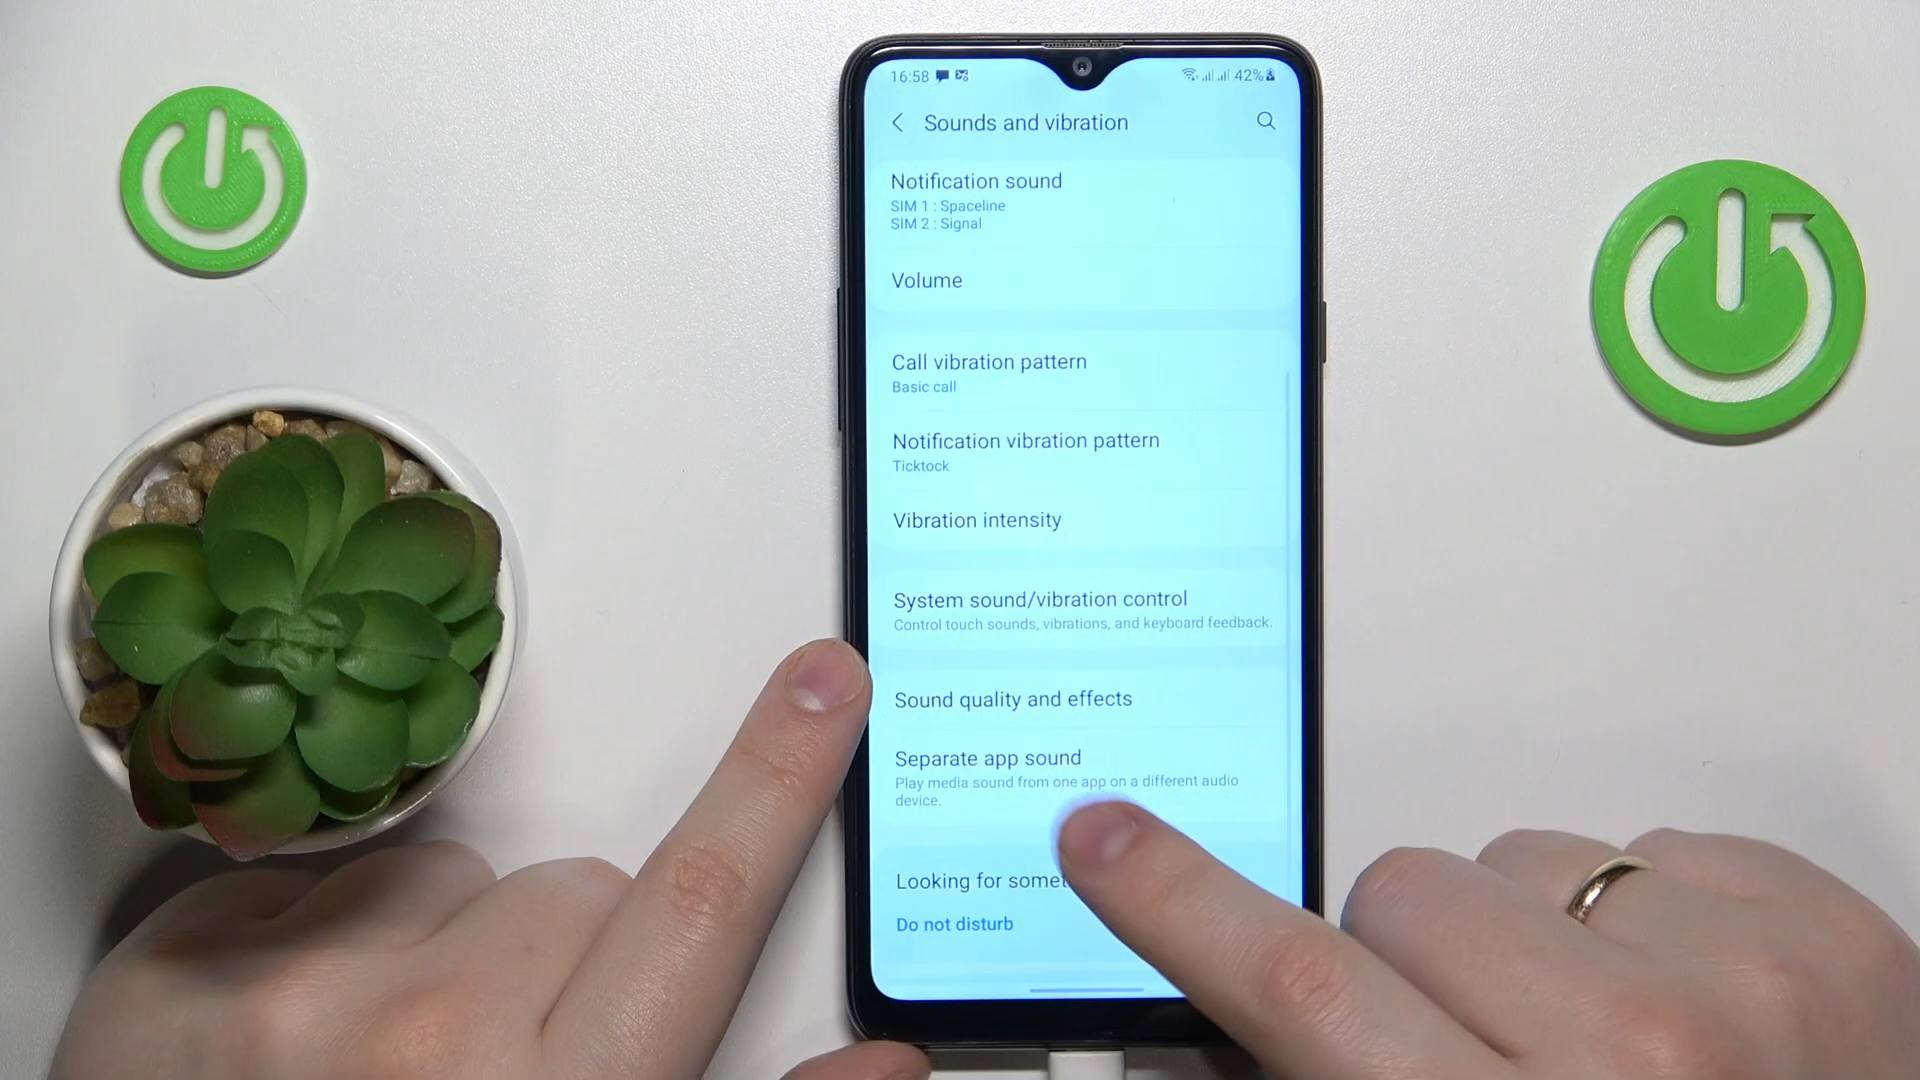 16:58
42%
Sounds and vibration
Notification sound
SIM 1 : Spaceline
SIM 2 : Signal
Volume
Call vibration pattern
Basic call
Notification vibration pattern
Ticktock
Vibration intensity
System sound/vibration control
Control touch sounds, vibrations, and keyboard feedback.
Sound quality and effects
Separate app sound
Play media sound from one app on a different audio
device.
Looking for
Do not disturb